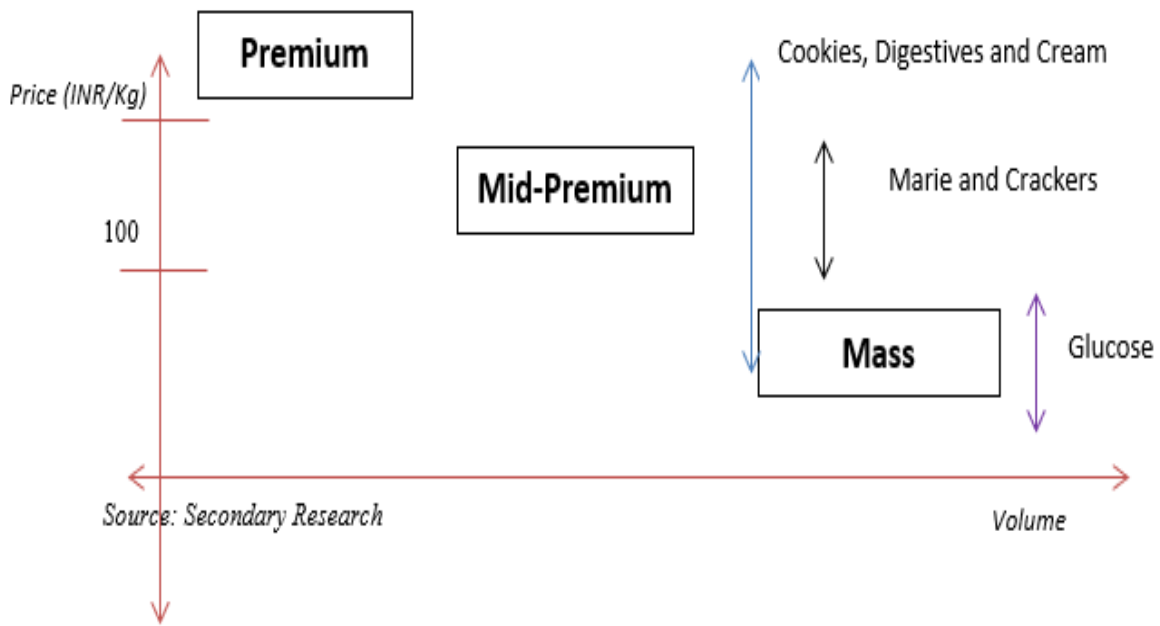 Premium
Cookies, Digestives and Cream
Price (INR/Kg)
Mid-Premium
Marie and Crackers
100
Mass
Glucose
Source: Secondary Research
Volume